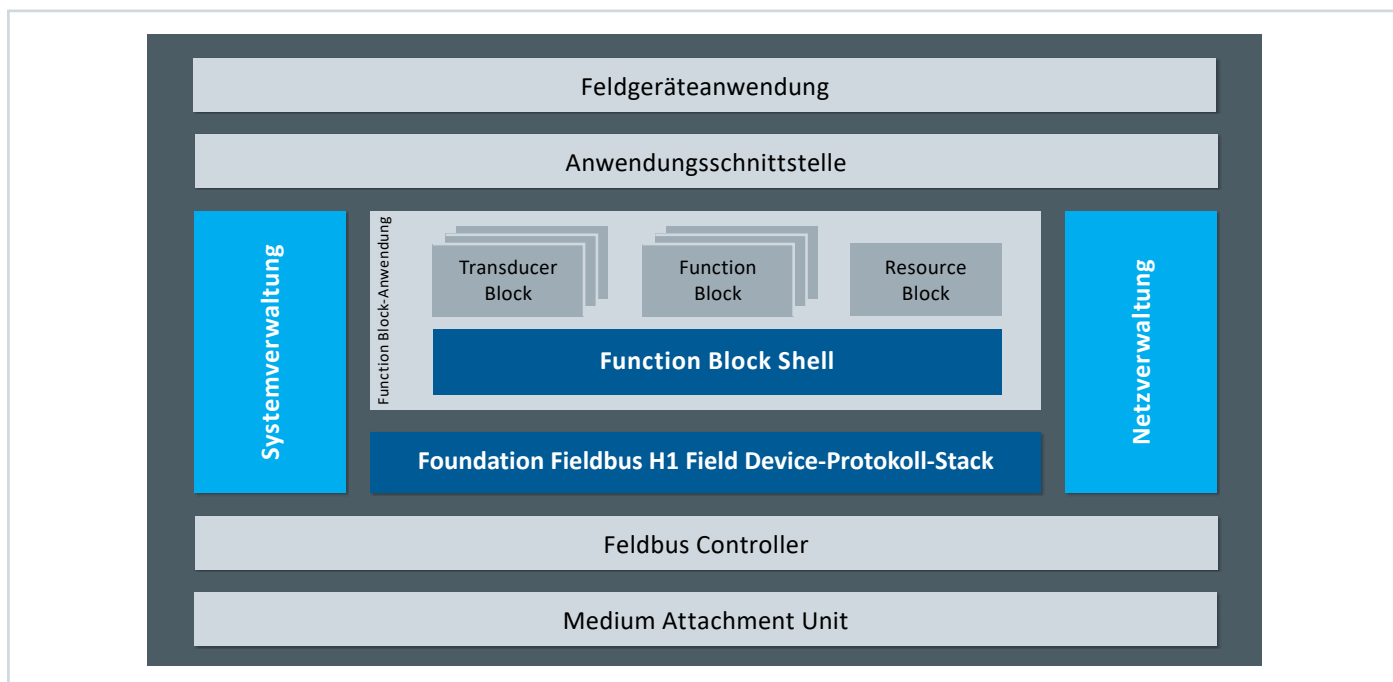 Feldgeräteanwendung
Anwendungsschnittstelle
Systemverwaltung
Function Block-Anwendung
Transducer
Block
Function
Block
Resource
Block
Function Block Shell
Foundation Fieldbus H1 Field Device-Protokoll-Stack
Netzverwaltung
Feldbus Controller
Medium Attachment Unit